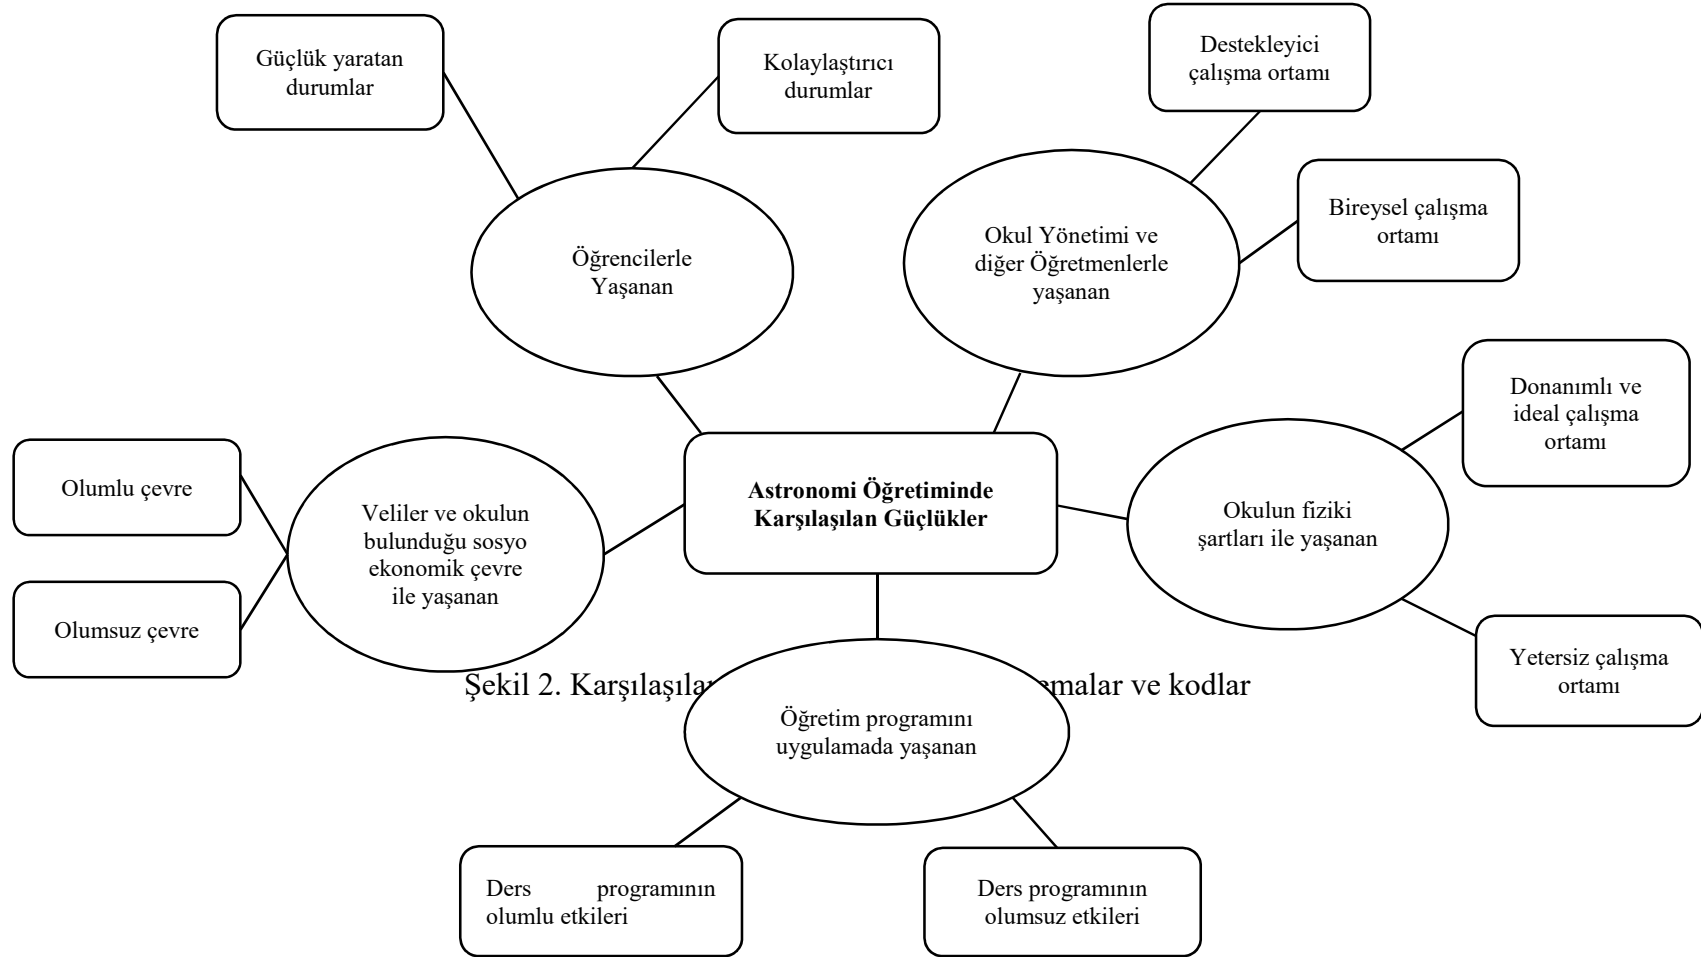 Güçlük yaratan
durumlar
Kolaylaştırıcı
durumlar
Destekleyici
çalışma ortamı
Bireysel çalışma
ortamı
Öğrencilerle
Yaşanan
Okul Yönetimi ve
diğer Öğretmenlerle
yaşanan
Donanımlı ve
ideal çalışma
ortamı
Olumlu çevre
Veliler ve okulun
bulunduğu sosyo
ekonomik çevre
ile yaşanan
Astronomi Öğretiminde
Karşılaşılan Güçlükler
Okulun fiziki
şartları ile yaşanan
Olumsuz çevre
Yetersiz çalışma
ortamı
Şekil 2. Karşılaşılan emalar ve kodlar
Öğretim programını
uygulamada yaşanan
Ders programının
olumlu etkileri
Ders programının
olumsuz etkileri